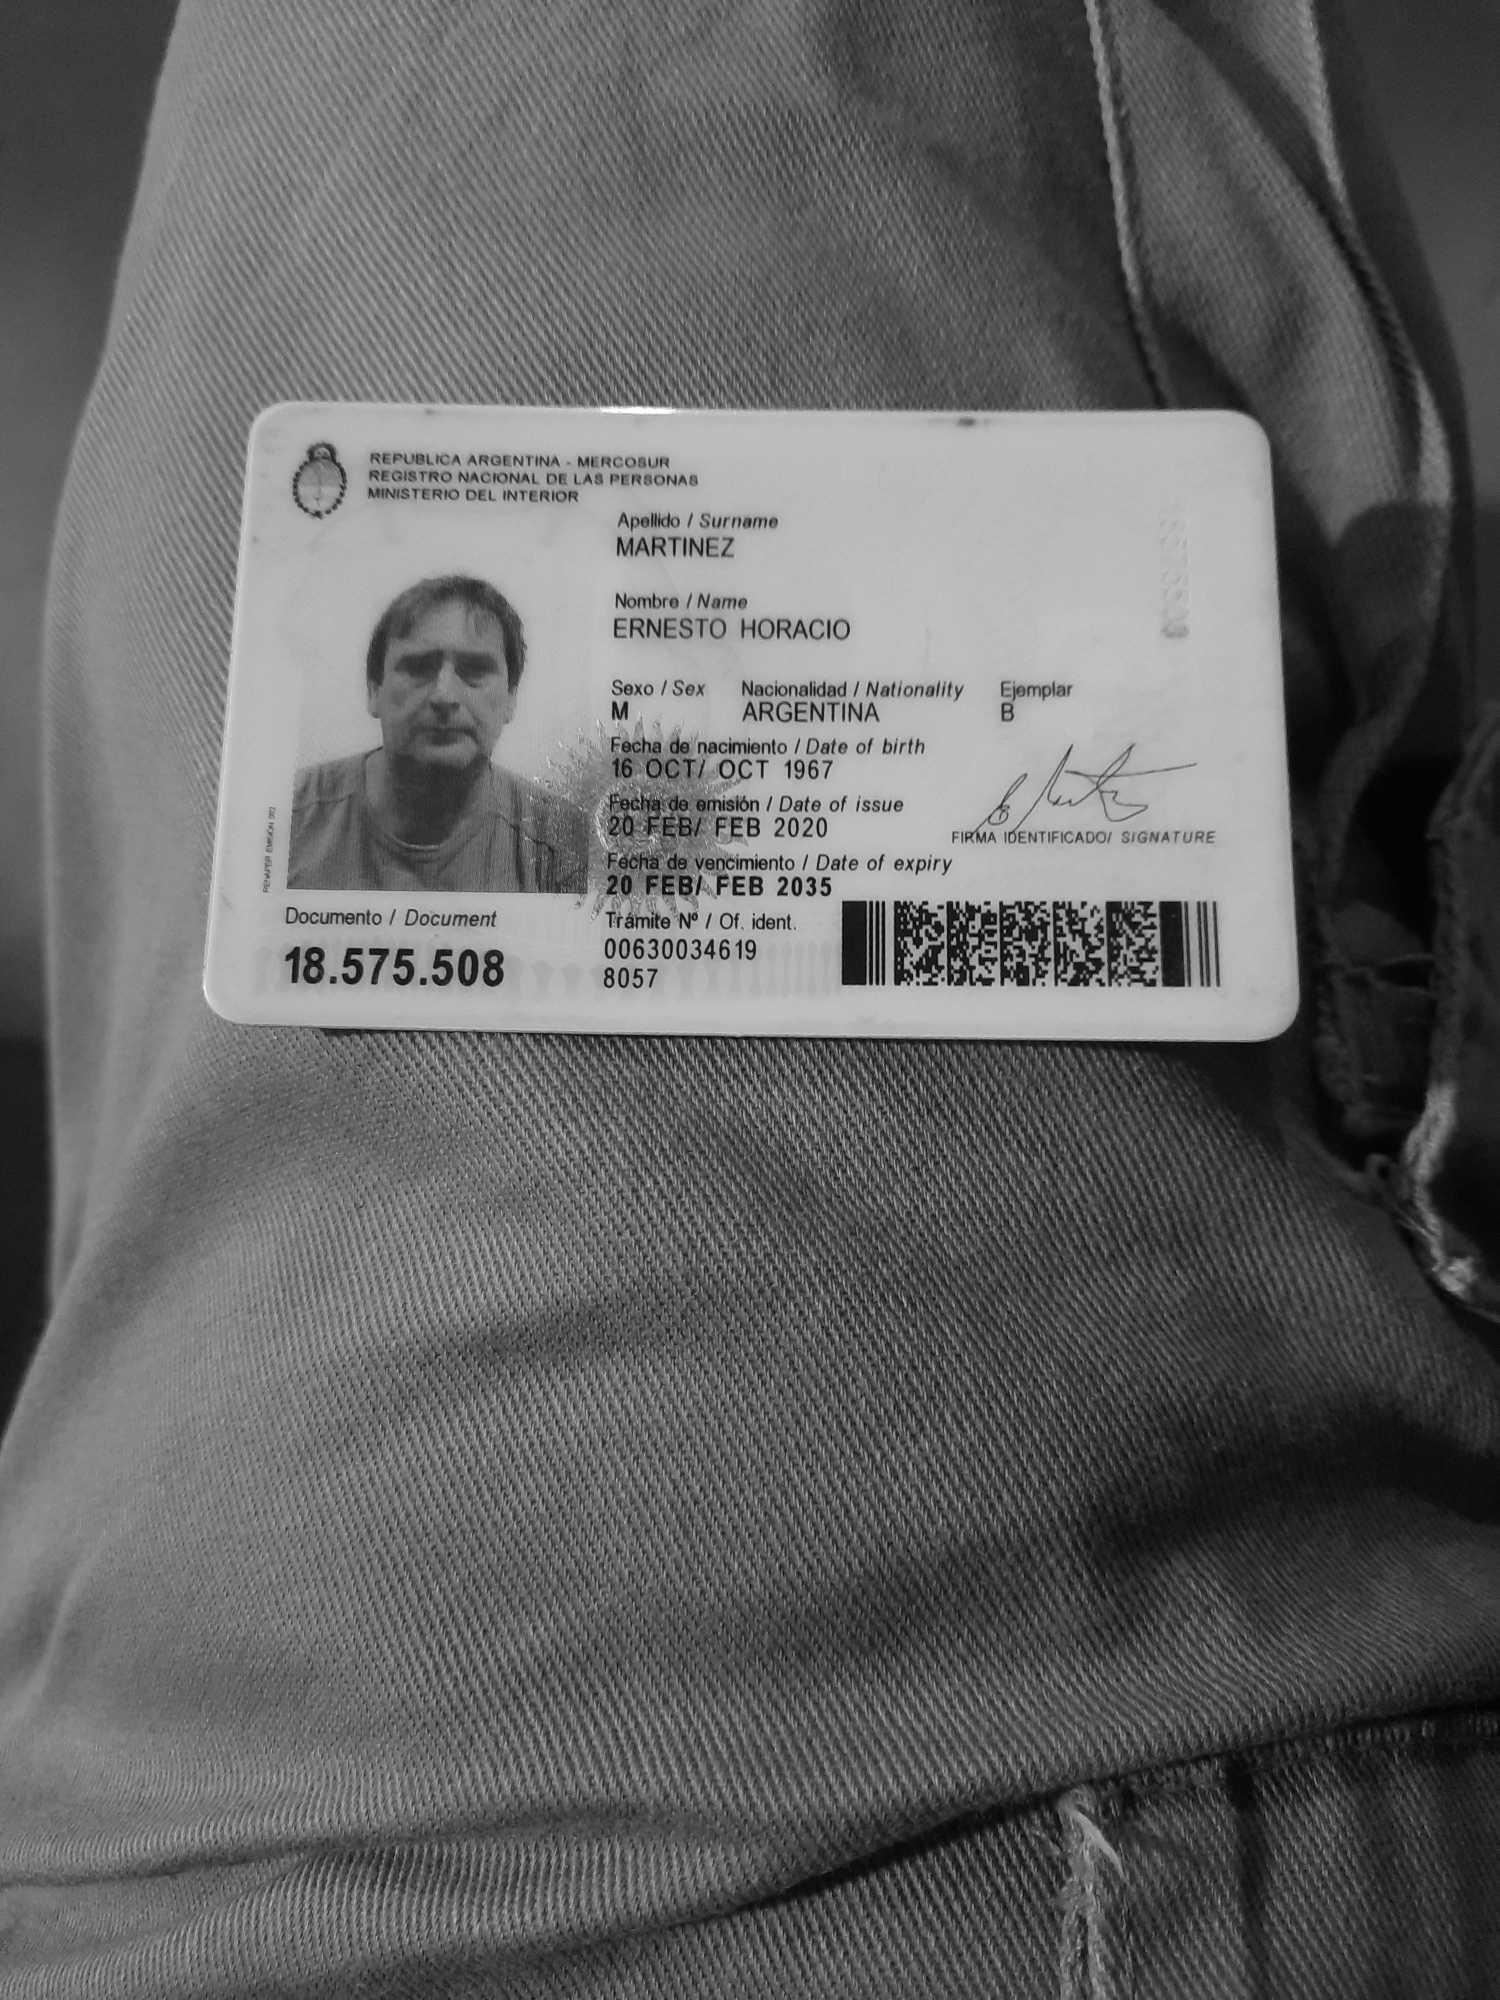 REPUBLICA ARGENTINA - MERCOSUR
REGISTRO NACIONAL DE LAS PERSONAS
MINISTERIO DEL INTERIOR
Apellido / Surname
MARTINEZ
Nombre / Name
ERNESTO HORACIO
Sexo / Sex Nacionalidad / Nationality Ejemplar
M ARGENTINA B
Fecha de nacimiento / Date of birth
16 OCT/ OCT 1967
Fecha de emisión / Date of issue
20 FEB/ FEB 2020
FIRMA IDENTIFICADO/ SIGNATURE
Fecha de vencimiento / Date of expiry
20 FEB/ FEB 2035
Documento / Document
18.575.508
Trámite Nº / Of. ident.
00630034619
8057